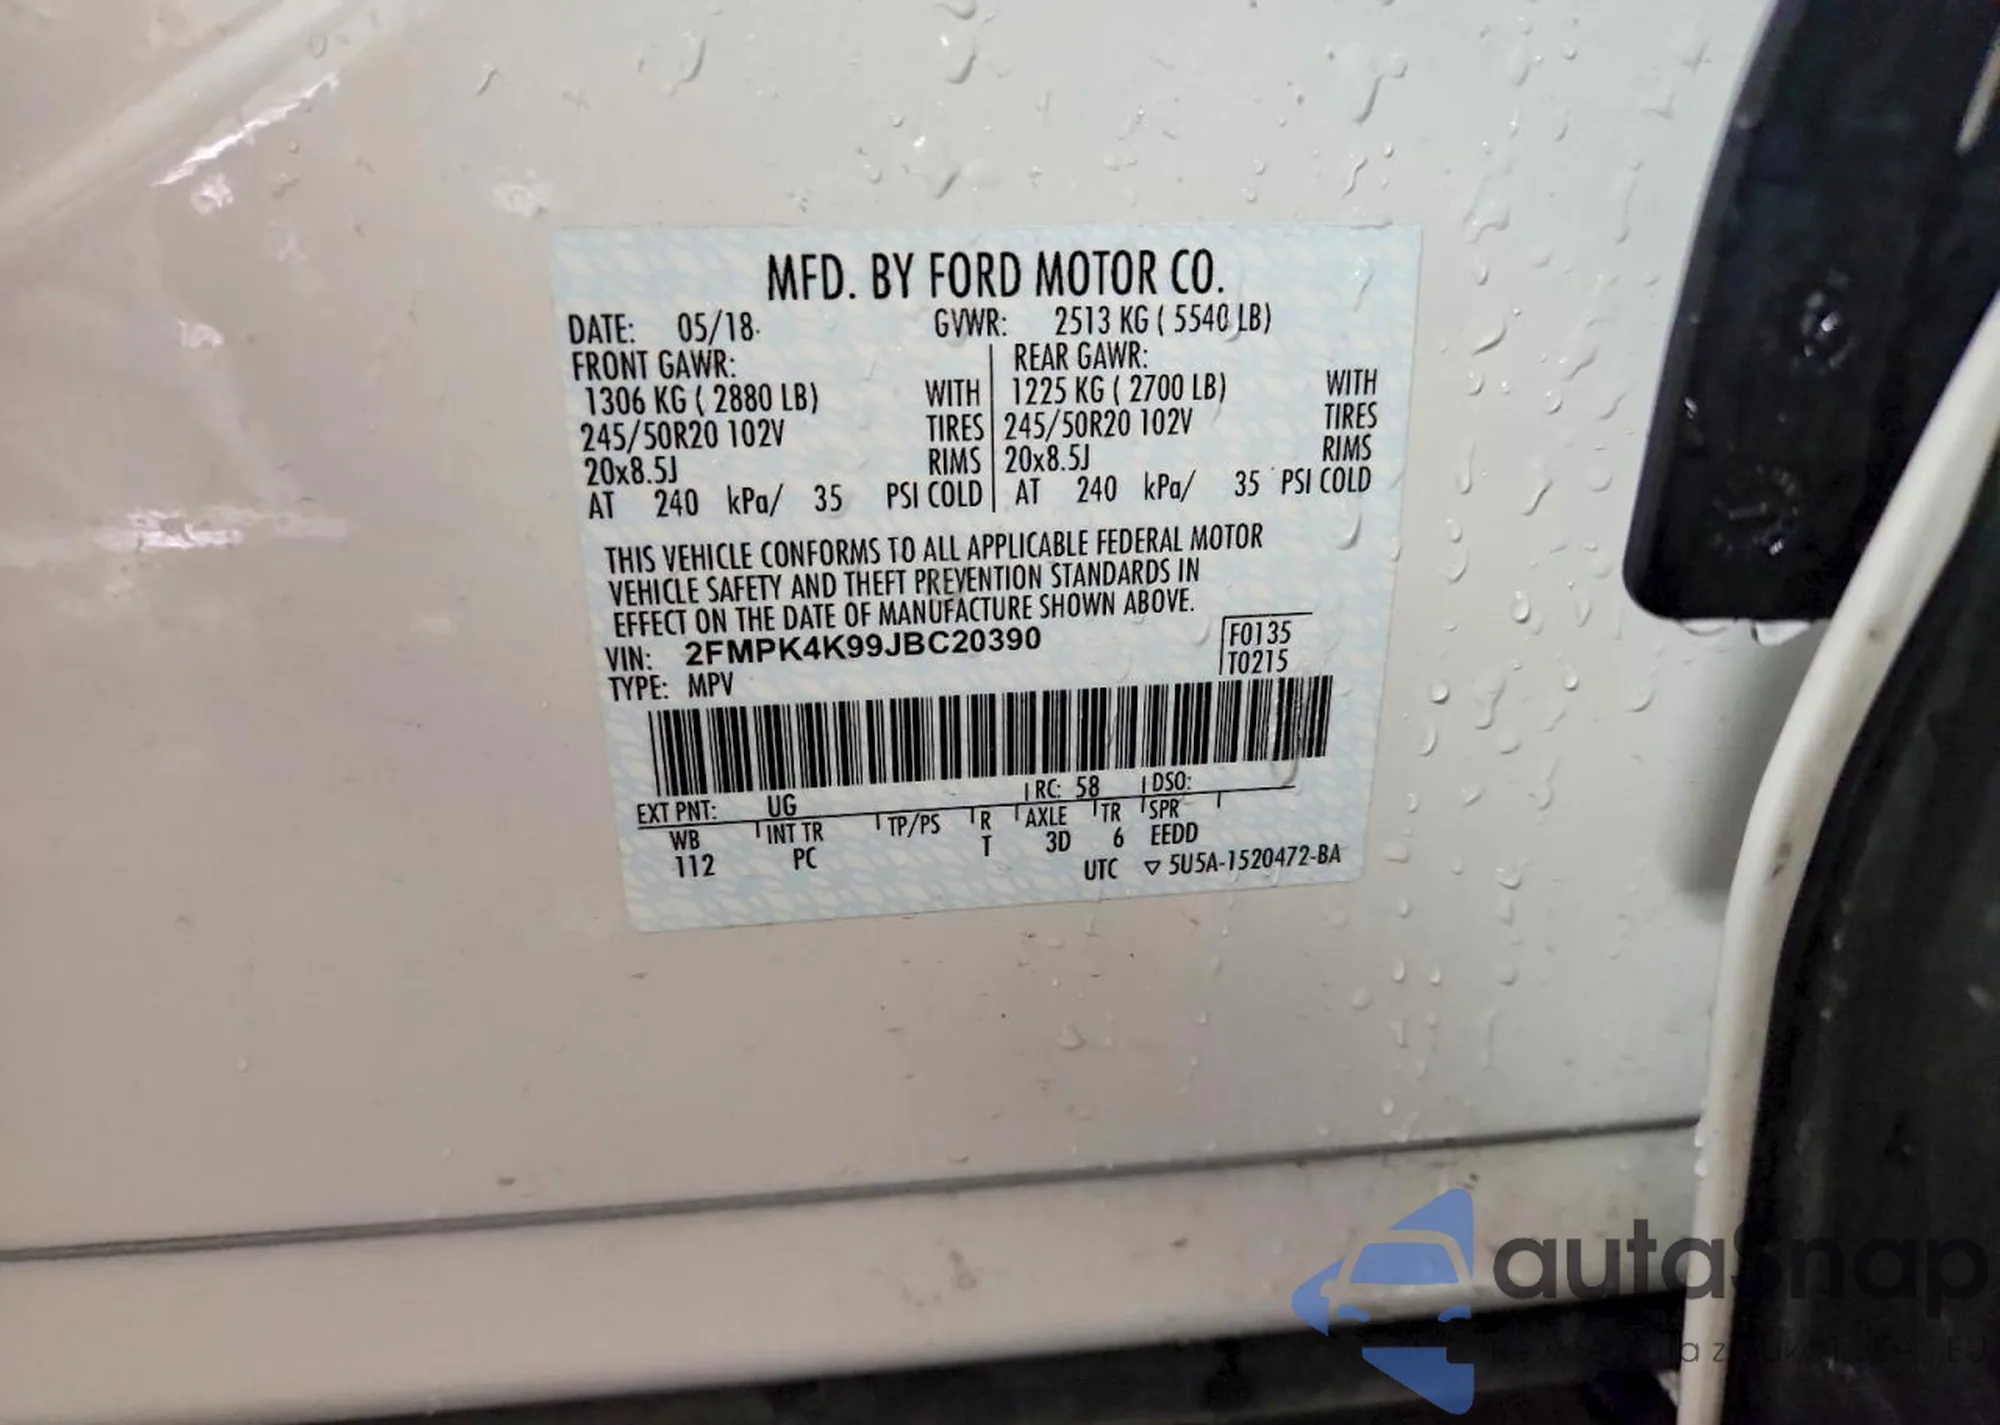 MFD. BY FORD MOTOR CO.
DATE: 05/18 GVWR: 2513 KG ( 5540 LB)
FRONT GAWR: REAR GAWR:
1306 KG ( 2880 LB) WITH 1225 KG ( 2700 LB) WITH
245/50R20 102V TIRES 245/50R20 102V TIRES
20x8.5J RIMS 20x8.5J RIMS
AT 240 kPa/ 35 PSI COLD AT 240 kPa/ 35 PSI COLD
THIS VEHICLE CONFORMS TO ALL APPLICABLE FEDERAL MOTOR
VEHICLE SAFETY AND THEFT PREVENTION STANDARDS IN
EFFECT ON THE DATE OF MANUFACTURE SHOWN ABOVE.
VIN: 2FMPK4K99JBC20390 F0135
TYPE: MPV T0215
EXT PNT: UG RC: 58 DSO:
WB INT TR TP/PS R AXLE TR SPR
112 PC T 3D 6 EEDD
UTC ▽ 5U5A-1520472-BA
autasnap